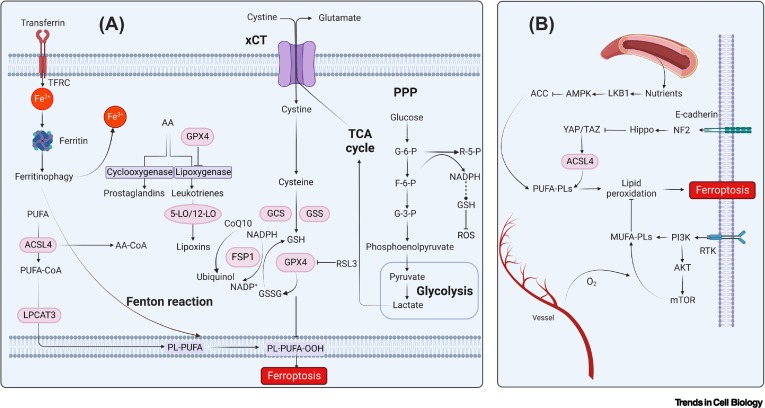 (A)
Transferrin
Cystine
Glutamate
xCT
TFRC
Fe2+
Fe3+
Ferritin
Ferritinophagy
AA
GPX4
Cyclooxygenase
Lipoxygenase
Prostaglandins
Leukotrienes
5-LO/12-LO
Lipoxins
PUFA
ACSL4
AA-CoA
PUFA-CoA
LPCAT3
Fenton reaction
Cystine
Cysteine
GCS
GSS
CoQ10
NADPH
GSH
FSP1
GPX4
RSL3
Ubiquinol
NADP+
GSSG
PL-PUFA
PL-PUFA-OOH
Ferroptosis
TCA
cycle
PPP
Glucose
G-6-P
R-5-P
NADPH
F-6-P
GSH
G-3-P
ROS
Phosphoenolpyruvate
Pyruvate
Glycolysis
Lactate
(B)
ACC
AMPK
LKB1
Nutrients
E-cadherin
YAP/TAZ
Hippo
NF2
ACSL4
PUFA-PLs
Lipid
peroxidation
Ferroptosis
MUFA-PLs
PI3K
RTK
AKT
O2
mTOR
Vessel
Trends in Cell Biology